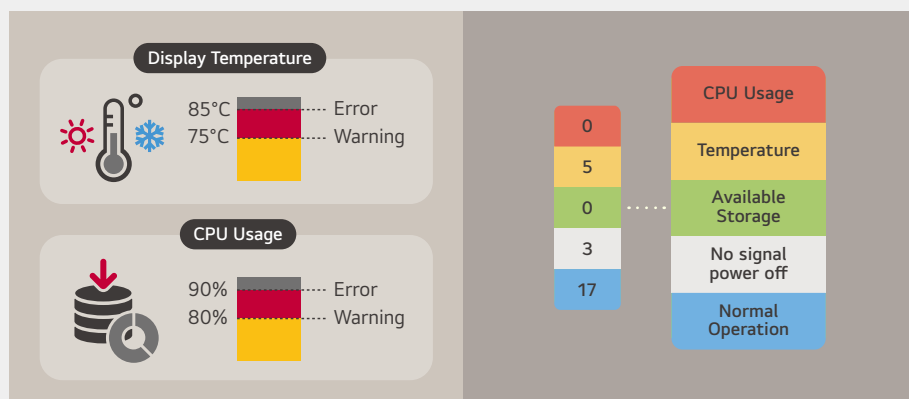 Display Temperature
85°C
Error
75°C
Warning
CPU Usage
90%
Error
80%
Warning
0
5
0
3
17
CPU Usage
Temperature
Available
Storage
No signal
power off
Normal
Operation